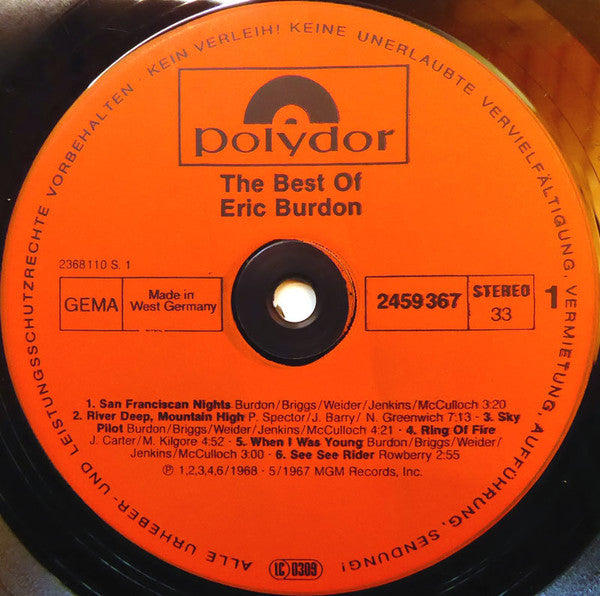 ALLE URHEBER- UND LEISTUNGSSCHUTZRECHTE VORBEHALTEN · KEIN VERLEIH! KEINE UNERLAUBTE VERVIELFÄLTIGUNG, VERMIETUNG, AUFFÜHRUNG, SENDUNG!
polydor
The Best Of
Eric Burdon
2368110 S. 1
GEMA
Made in
West Germany
2459367
STEREO
33
1
1. San Franciscan Nights Burdon/Briggs/Weider/Jenkins/McCulloch 3:20
2. River Deep, Mountain High P. Spector/J. Barry/ N. Greenwich 7:13 · 3. Sky
Pilot Burdon/Briggs/Weider/Jenkins/McCulloch 4:21 · 4. Ring Of Fire
J. Carter/M. Kilgore 4:52 · 5. When I Was Young Burdon/Briggs/Weider/
Jenkins/McCulloch 3:00 · 6. See See Rider Rowberry 2:55
℗ 1,2,3,4,6/1968 · 5/1967 MGM Records, Inc.
LC 0309